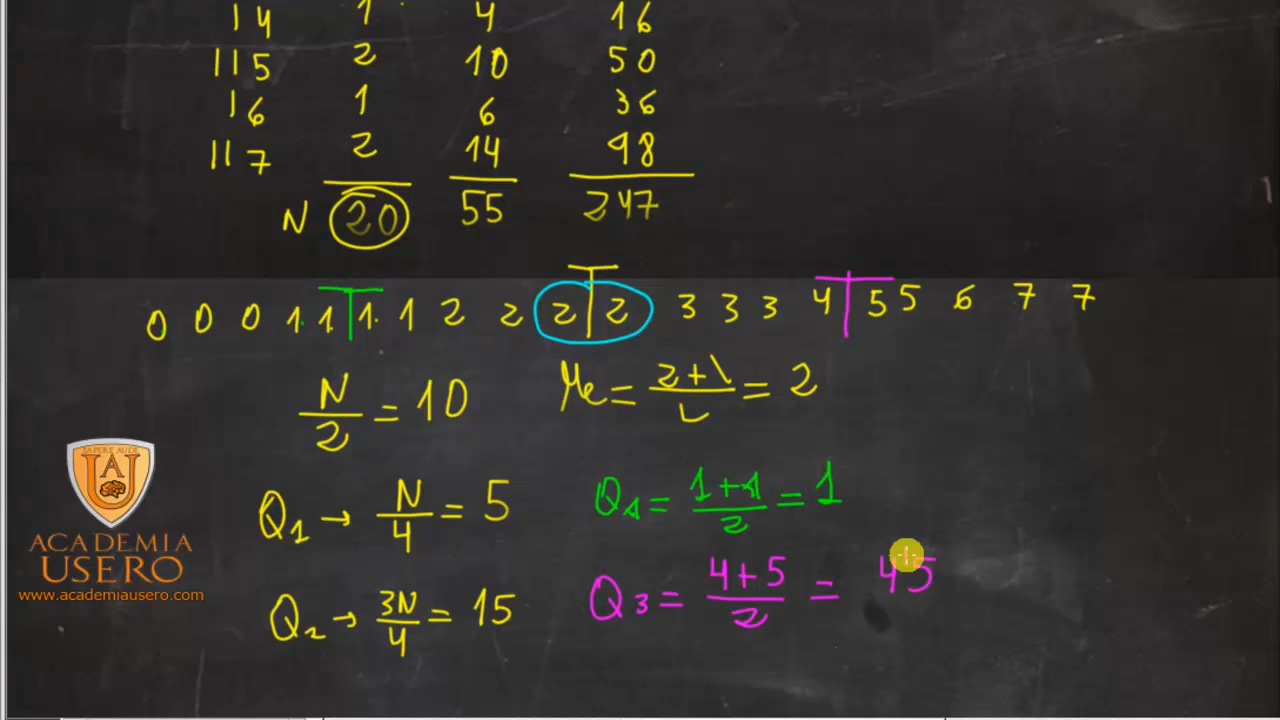 14 1 4 16
115 2 10 50
16 1 6 36
117 2 14 98
N 20 55 247
0 0 0 1 1 1 1 2 2 2 2 3 3 3 4 5 5 6 7 7
N/2 = 10 Me = 2+2/2 = 2
SAPERE AUDE
AU
Q1 → N/4 = 5 Q1 = 1+1/2 = 1
ACADEMIA
USERO
www.academiausero.com
Q2 → 3N/4 = 15 Q3 = 4+5/2 = 4'5